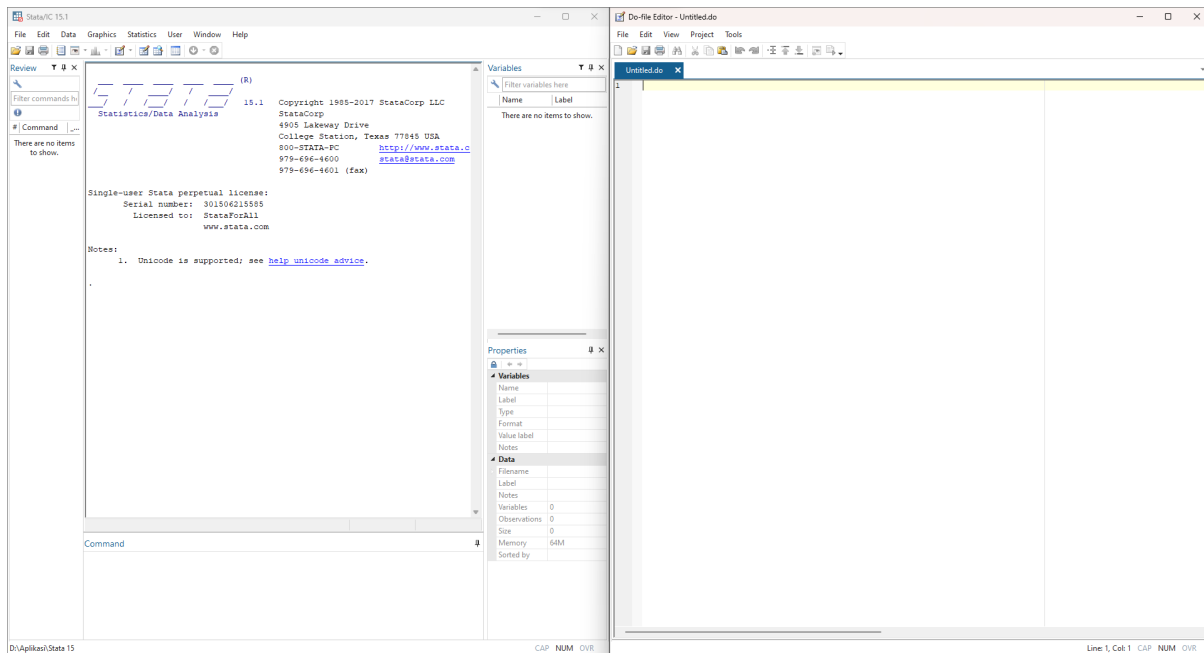 Stata/IC 15.1
File Edit Data Graphics Statistics User Window Help
Review
Filter commands h
# Command
There are no items
to show.
(R)
15.1 Copyright 1985-2017 StataCorp LLC
Statistics/Data Analysis StataCorp
4905 Lakeway Drive
College Station, Texas 77845 USA
800-STATA-PC http://www.stata.c
979-696-4600 stata@stata.com
979-696-4601 (fax)
Single-user Stata perpetual license:
Serial number: 301506215585
Licensed to: StataForAll
www.stata.com
Notes:
1. Unicode is supported; see help unicode advice.
.
Command
Variables
Filter variables here
Name Label
There are no items to show.
Properties
Variables
Name
Label
Type
Format
Value label
Notes
Data
Filename
Label
Notes
Variables 0
Observations 0
Size 0
Memory 64M
Sorted by
D:\Aplikasi\Stata 15
CAP NUM OVR
Do-file Editor - Untitled.do
File Edit View Project Tools
Untitled.do
1
Line: 1, Col: 1 CAP NUM OVR